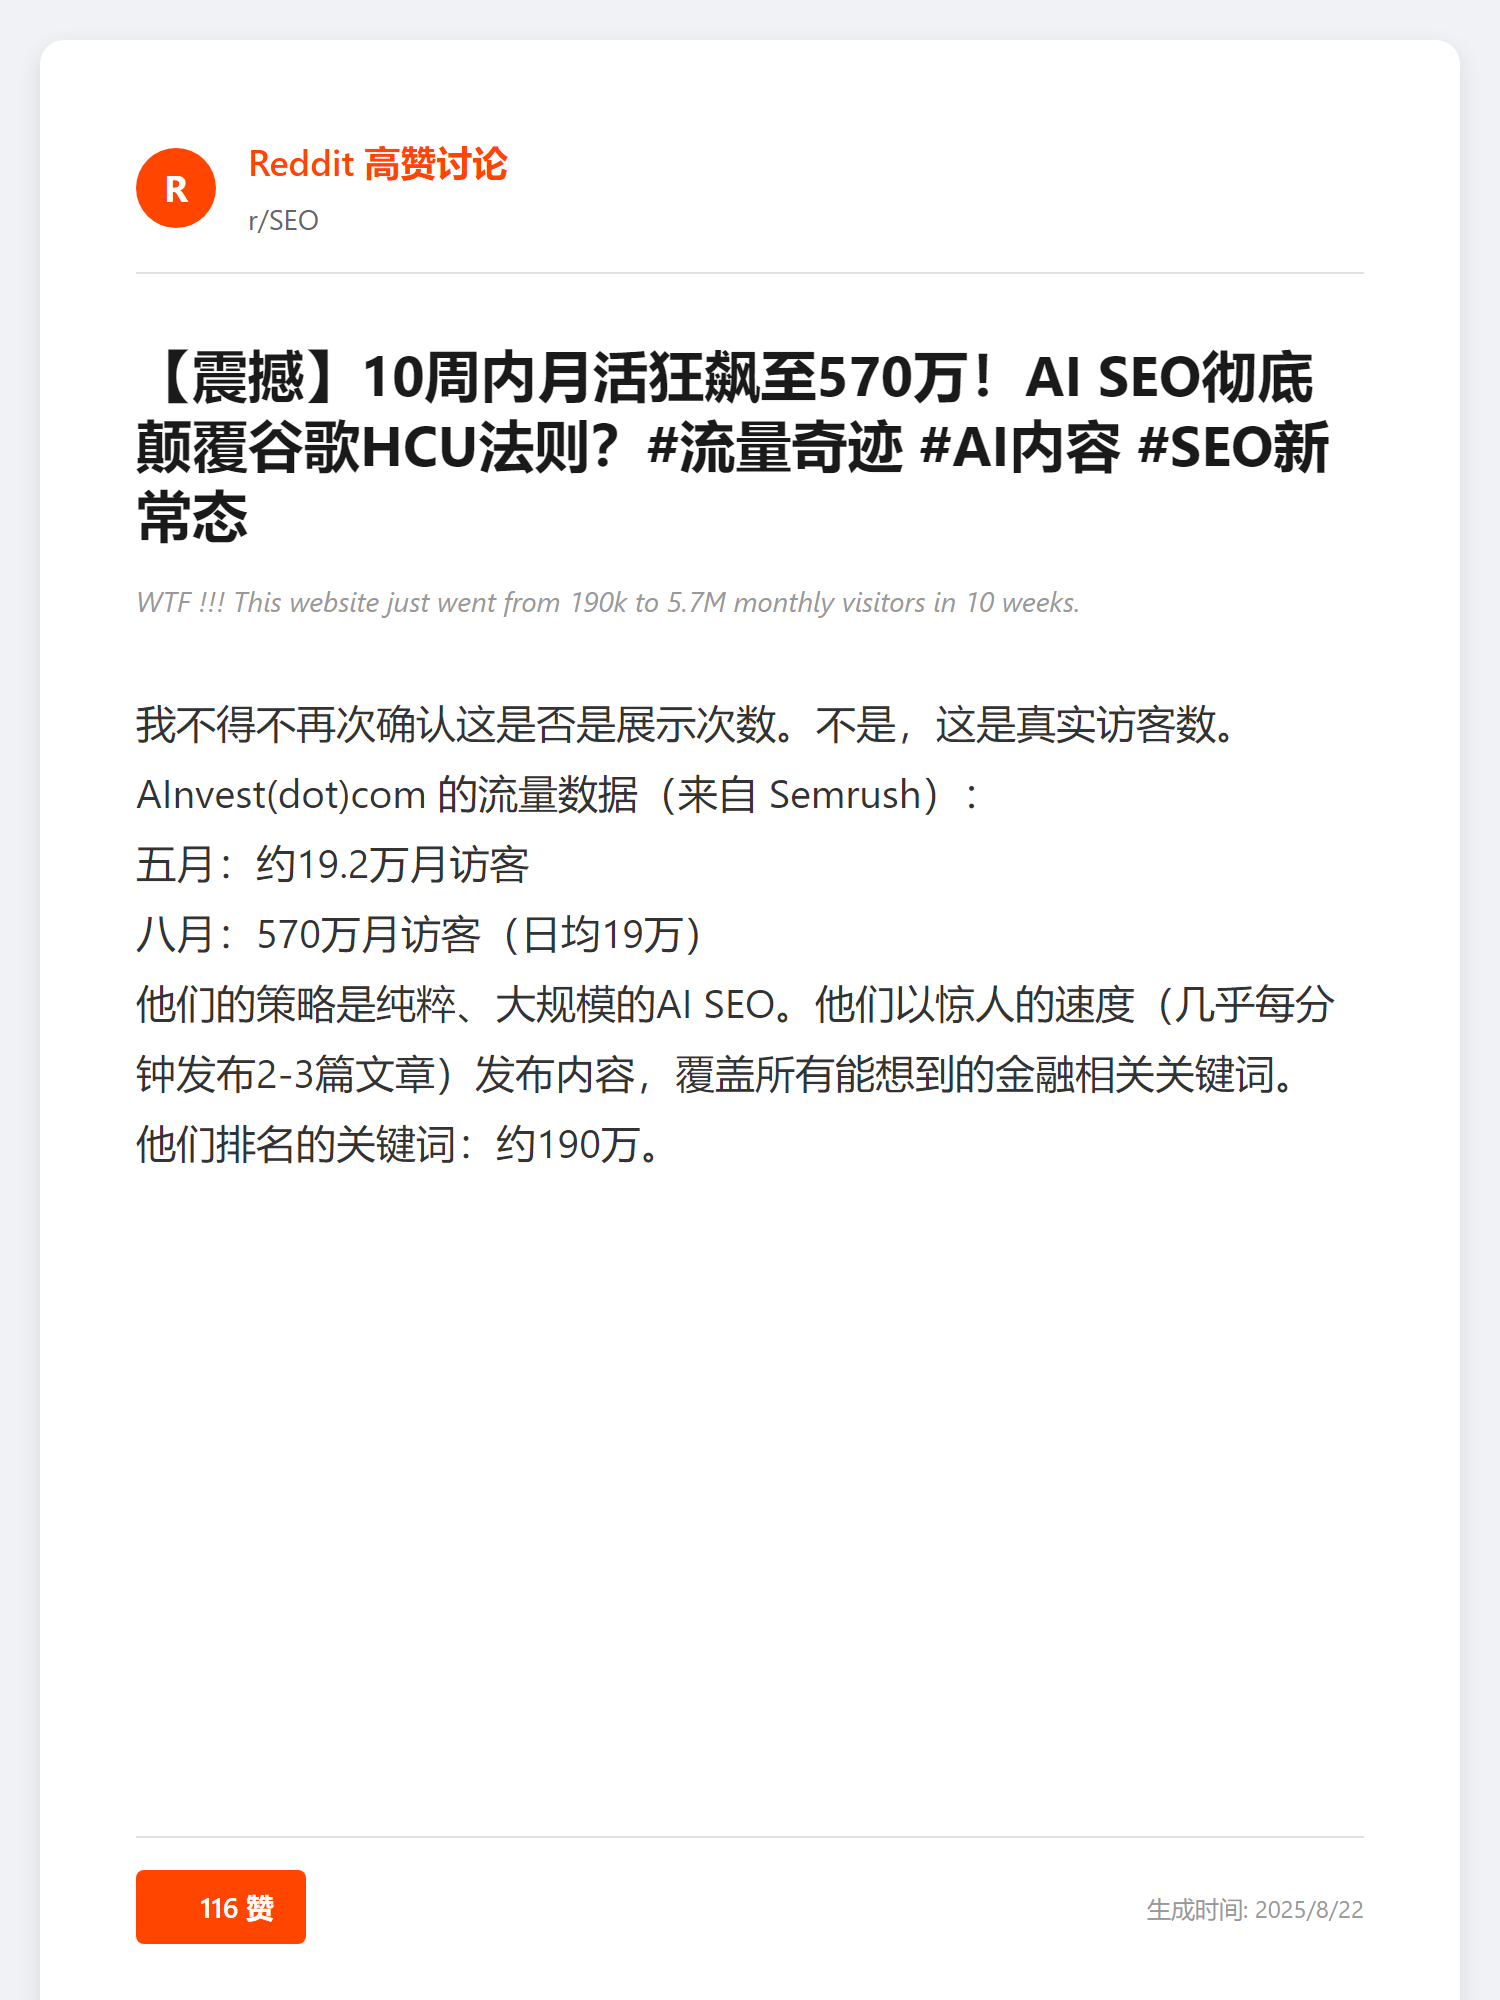 R
Reddit 高赞讨论
r/SEO
【震撼】10周内月活狂飙至570万！AI SEO彻底
颠覆谷歌HCU法则？#流量奇迹 #AI内容 #SEO新
常态
WTF !!! This website just went from 190k to 5.7M monthly visitors in 10 weeks.
我不得不再次确认这是否是展示次数。不是，这是真实访客数。
AInvest(dot)com 的流量数据（来自 Semrush）：
五月：约19.2万月访客
八月：570万月访客（日均19万）
他们的策略是纯粹、大规模的AI SEO。他们以惊人的速度（几乎每分
钟发布2-3篇文章）发布内容，覆盖所有能想到的金融相关关键词。
他们排名的关键词：约190万。
116 赞
生成时间: 2025/8/22